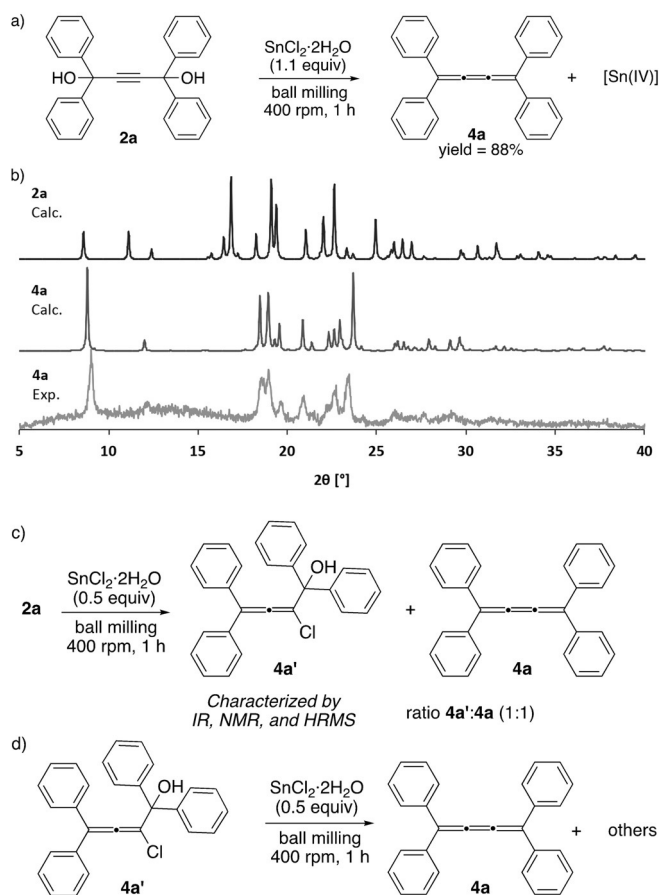 a)
HO
OH
2a
SnCl2·2H2O
(1.1 equiv)
ball milling
400 rpm, 1 h
4a
yield = 88%
+
[Sn(IV)]
b)
2a
Calc.
4a
Calc.
4a
Exp.
5 10 15 20 25 30 35 40
2θ [°]
c)
2a
SnCl2·2H2O
(0.5 equiv)
ball milling
400 rpm, 1 h
OH
Cl
4a'
Characterized by
IR, NMR, and HRMS
+
4a
ratio 4a':4a (1:1)
d)
OH
Cl
4a'
SnCl2·2H2O
(0.5 equiv)
ball milling
400 rpm, 1 h
4a
+ others